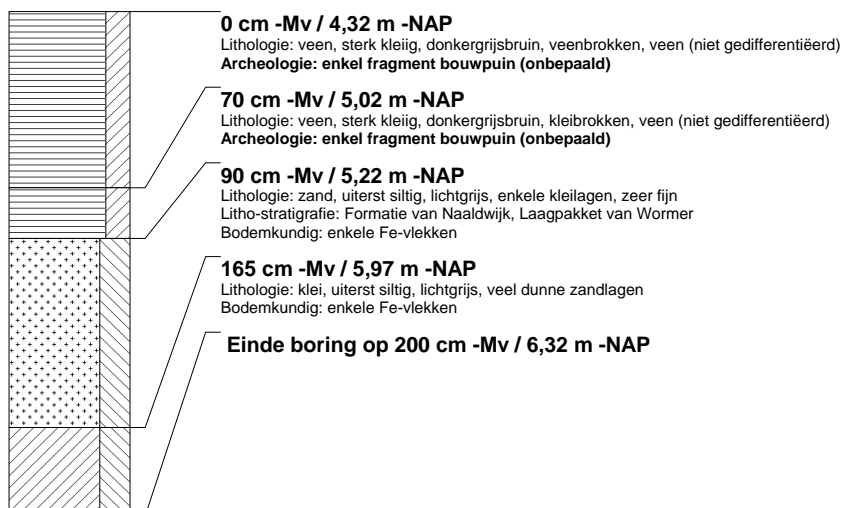 0 cm -Mv / 4,32 m -NAP
Lithologie: veen, sterk kleiig, donkergrijsbruin, veenbrokken, veen (niet gedifferentiëerd)
Archeologie: enkel fragment bouwpuin (onbepaald)
70 cm -Mv / 5,02 m -NAP
Lithologie: veen, sterk kleiig, donkergrijsbruin, kleibrokken, veen (niet gedifferentiëerd)
Archeologie: enkel fragment bouwpuin (onbepaald)
90 cm -Mv / 5,22 m -NAP
Lithologie: zand, uiterst siltig, lichtgrijs, enkele kleilagen, zeer fijn
Litho-stratigrafie: Formatie van Naaldwijk, Laagpakket van Wormer
Bodemkundig: enkele Fe-vlekken
165 cm -Mv / 5,97 m -NAP
Lithologie: klei, uiterst siltig, lichtgrijs, veel dunne zandlagen
Bodemkundig: enkele Fe-vlekken
Einde boring op 200 cm -Mv / 6,32 m -NAP